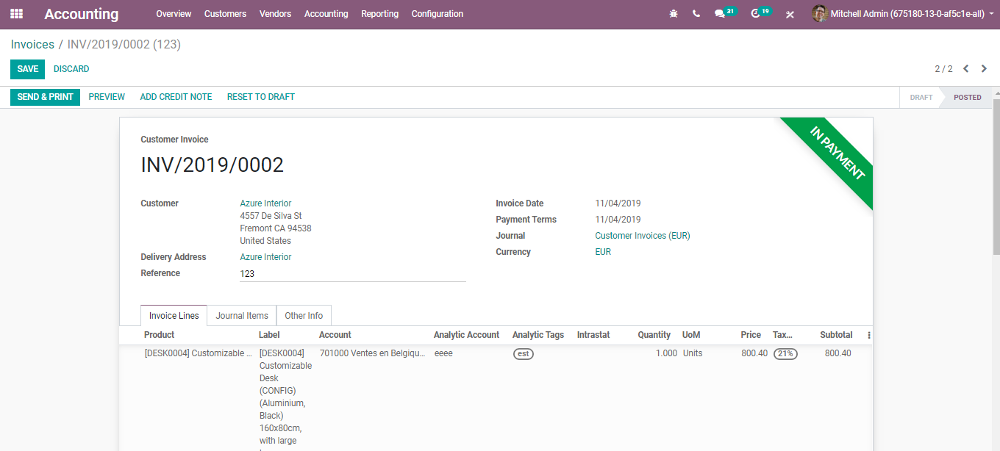 Accounting Overview Customers Vendors Accounting Reporting Configuration 31 19 Mitchell Admin (675180-13-0-af5c1e-all)
Invoices / INV/2019/0002 (123)
SAVE DISCARD 2 / 2
SEND & PRINT PREVIEW ADD CREDIT NOTE RESET TO DRAFT DRAFT POSTED
IN PAYMENT
Customer Invoice
INV/2019/0002
Customer Azure Interior
4557 De Silva St
Fremont CA 94538
United States
Delivery Address Azure Interior
Reference 123
Invoice Date 11/04/2019
Payment Terms 11/04/2019
Journal Customer Invoices (EUR)
Currency EUR
Invoice Lines Journal Items Other Info
Product Label Account Analytic Account Analytic Tags Intrastat Quantity UoM Price Tax... Subtotal
[DESK0004] Customizable ... [DESK0004] 701000 Ventes en Belgiqu... eeee est 1.000 Units 800.40 21% 800.40
Customizable
Desk
(CONFIG)
(Aluminium,
Black)
160x80cm,
with large